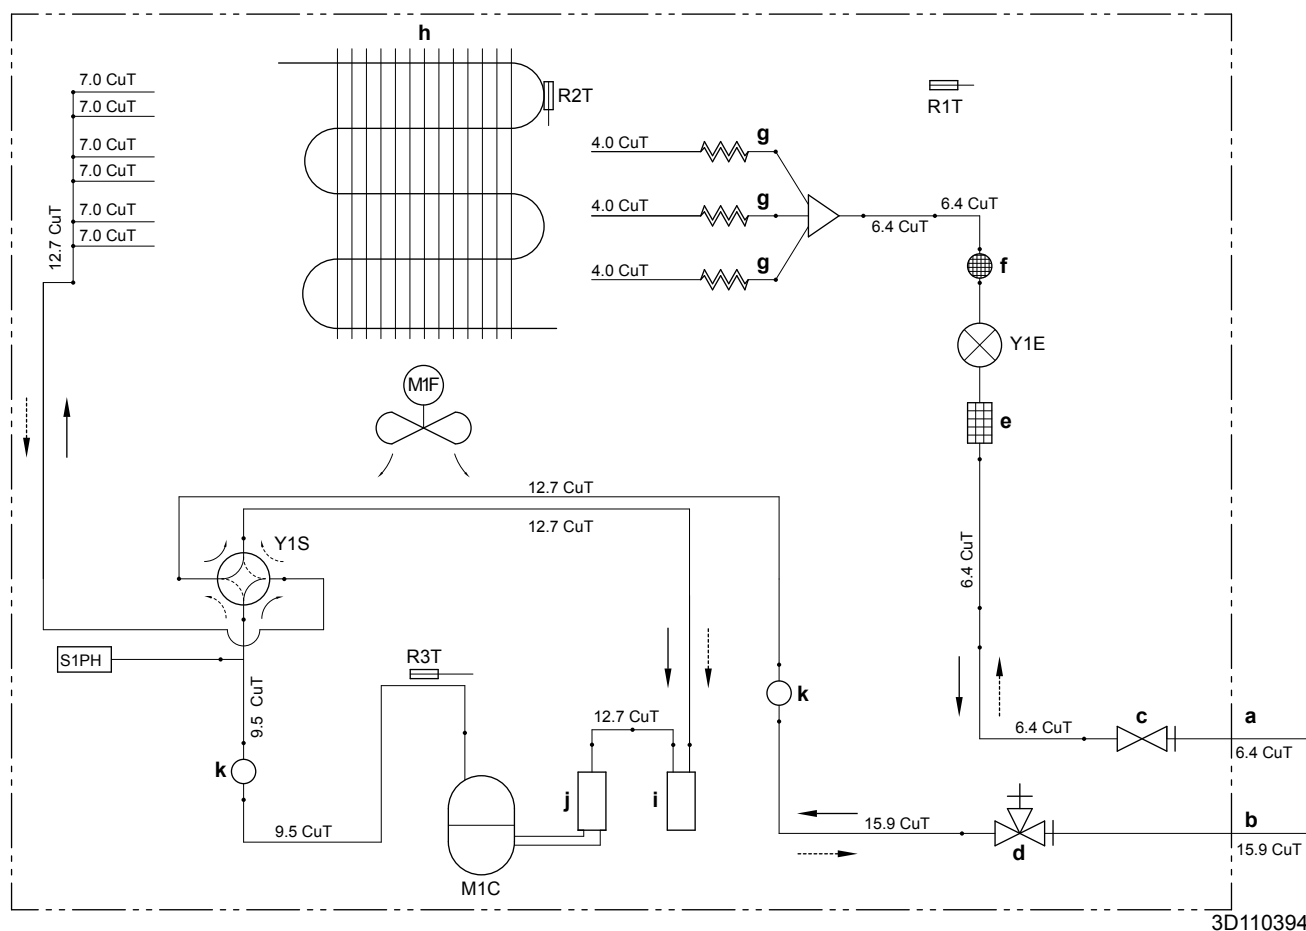 h
7.0 CuT
7.0 CuT
7.0 CuT
7.0 CuT
7.0 CuT
7.0 CuT
12.7 CuT
R2T
R1T
4.0 CuT
g
4.0 CuT
g
4.0 CuT
g
6.4 CuT
6.4 CuT
f
Y1E
e
M1F
12.7 CuT
12.7 CuT
Y1S
6.4 CuT
S1PH
R3T
9.5 CuT
k
12.7 CuT
k
6.4 CuT
c
a
6.4 CuT
j
i
9.5 CuT
M1C
15.9 CuT
d
b
15.9 CuT
3D110394